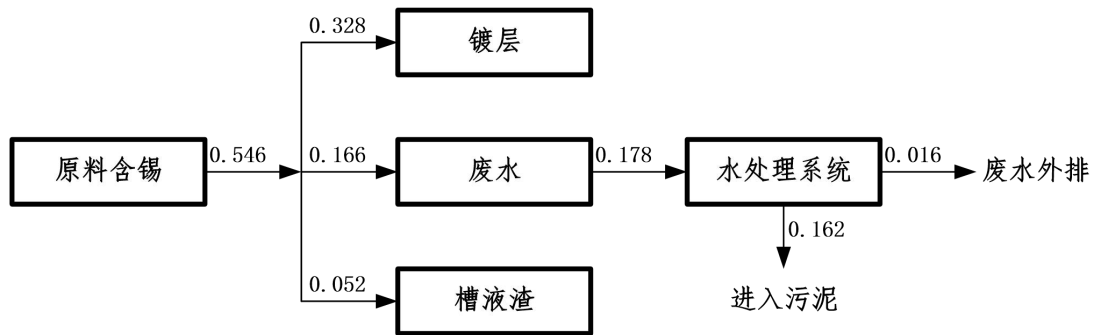 0.328
镀层
原料含锡
0.546
0.166
废水
0.178
水处理系统
0.016
废水外排
0.162
进入污泥
0.052
槽液渣